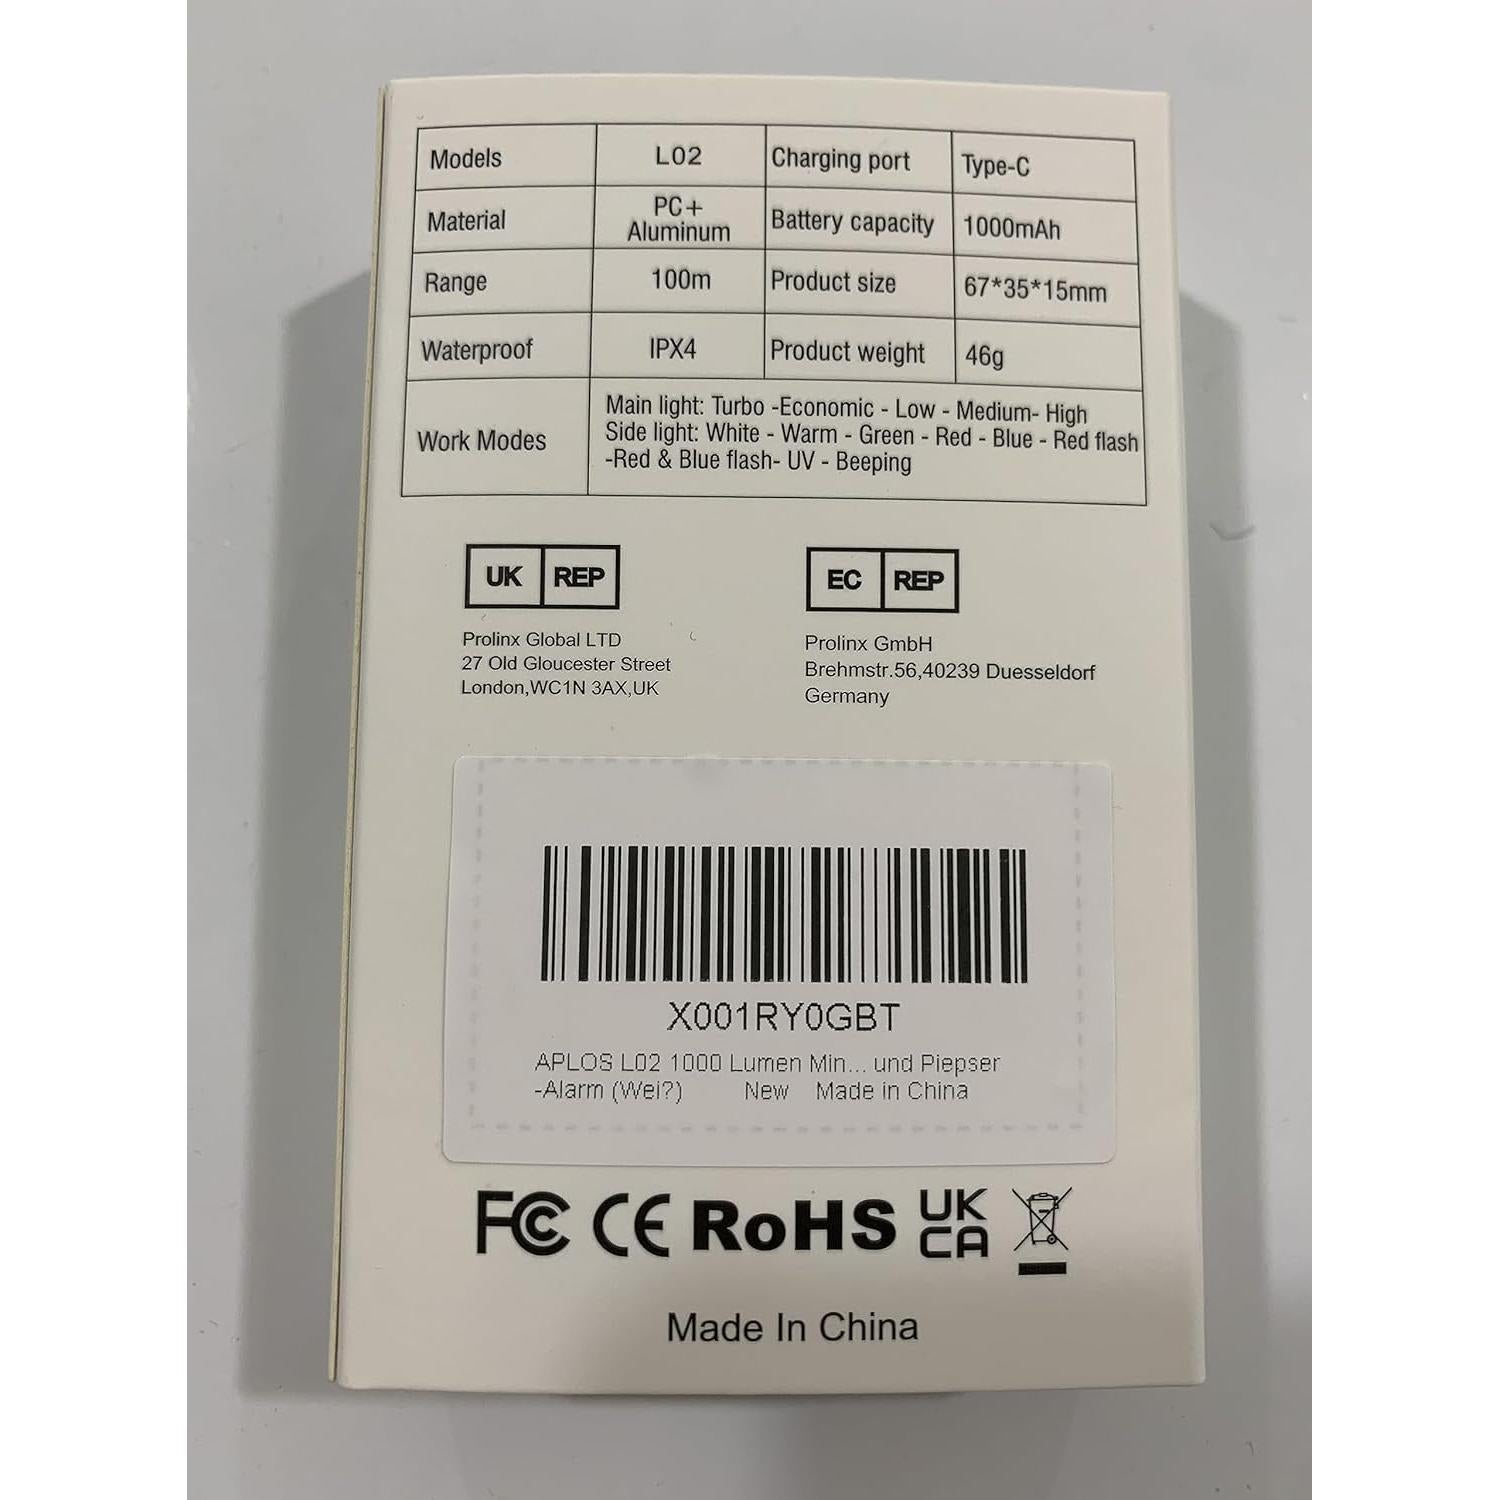 Models L02 Charging port Type-C
Material PC+ Aluminum Battery capacity 1000mAh
Range 100m Product size 67*35*15mm
Waterproof IPX4 Product weight 46g
Work Modes
Main light: Turbo -Economic - Low - Medium- High
Side light: White - Warm - Green - Red - Blue - Red flash
-Red & Blue flash- UV - Beeping
UK REP
Prolinx Global LTD
27 Old Gloucester Street
London,WC1N 3AX,UK
EC REP
Prolinx GmbH
Brehmstr.56,40239 Duesseldorf
Germany
X001RY0GBT
APLOS L02 1000 Lumen Min... und Piepser
-Alarm (Wei?) New Made in China
FC CE RoHS UK CA
Made In China